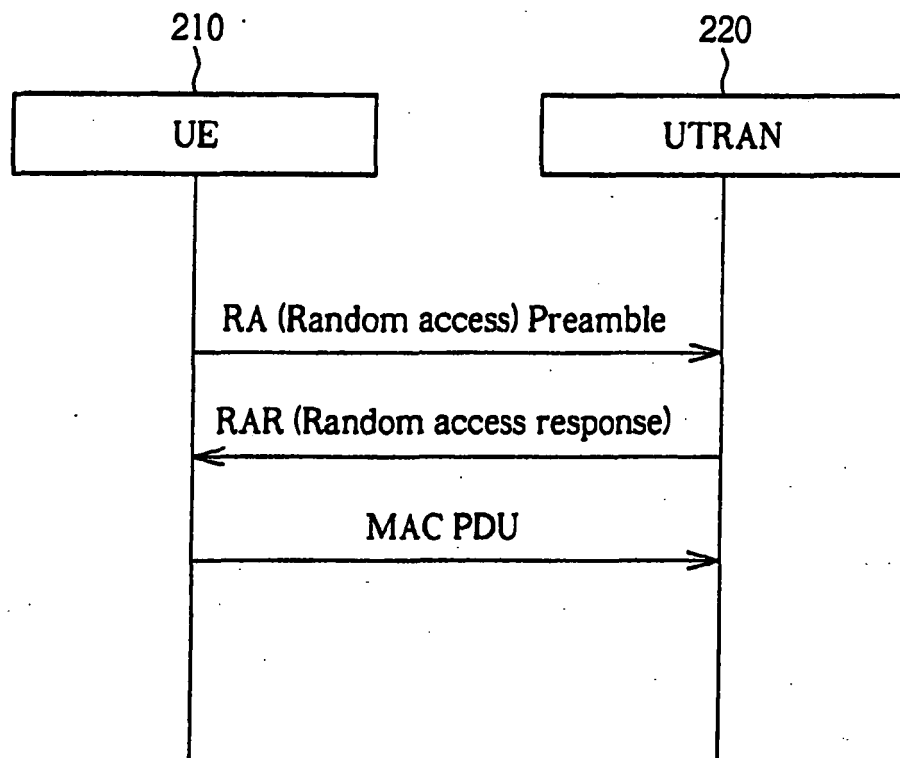 210
220
UE
UTRAN
RA (Random access) Preamble
RAR (Random access response)
MAC PDU